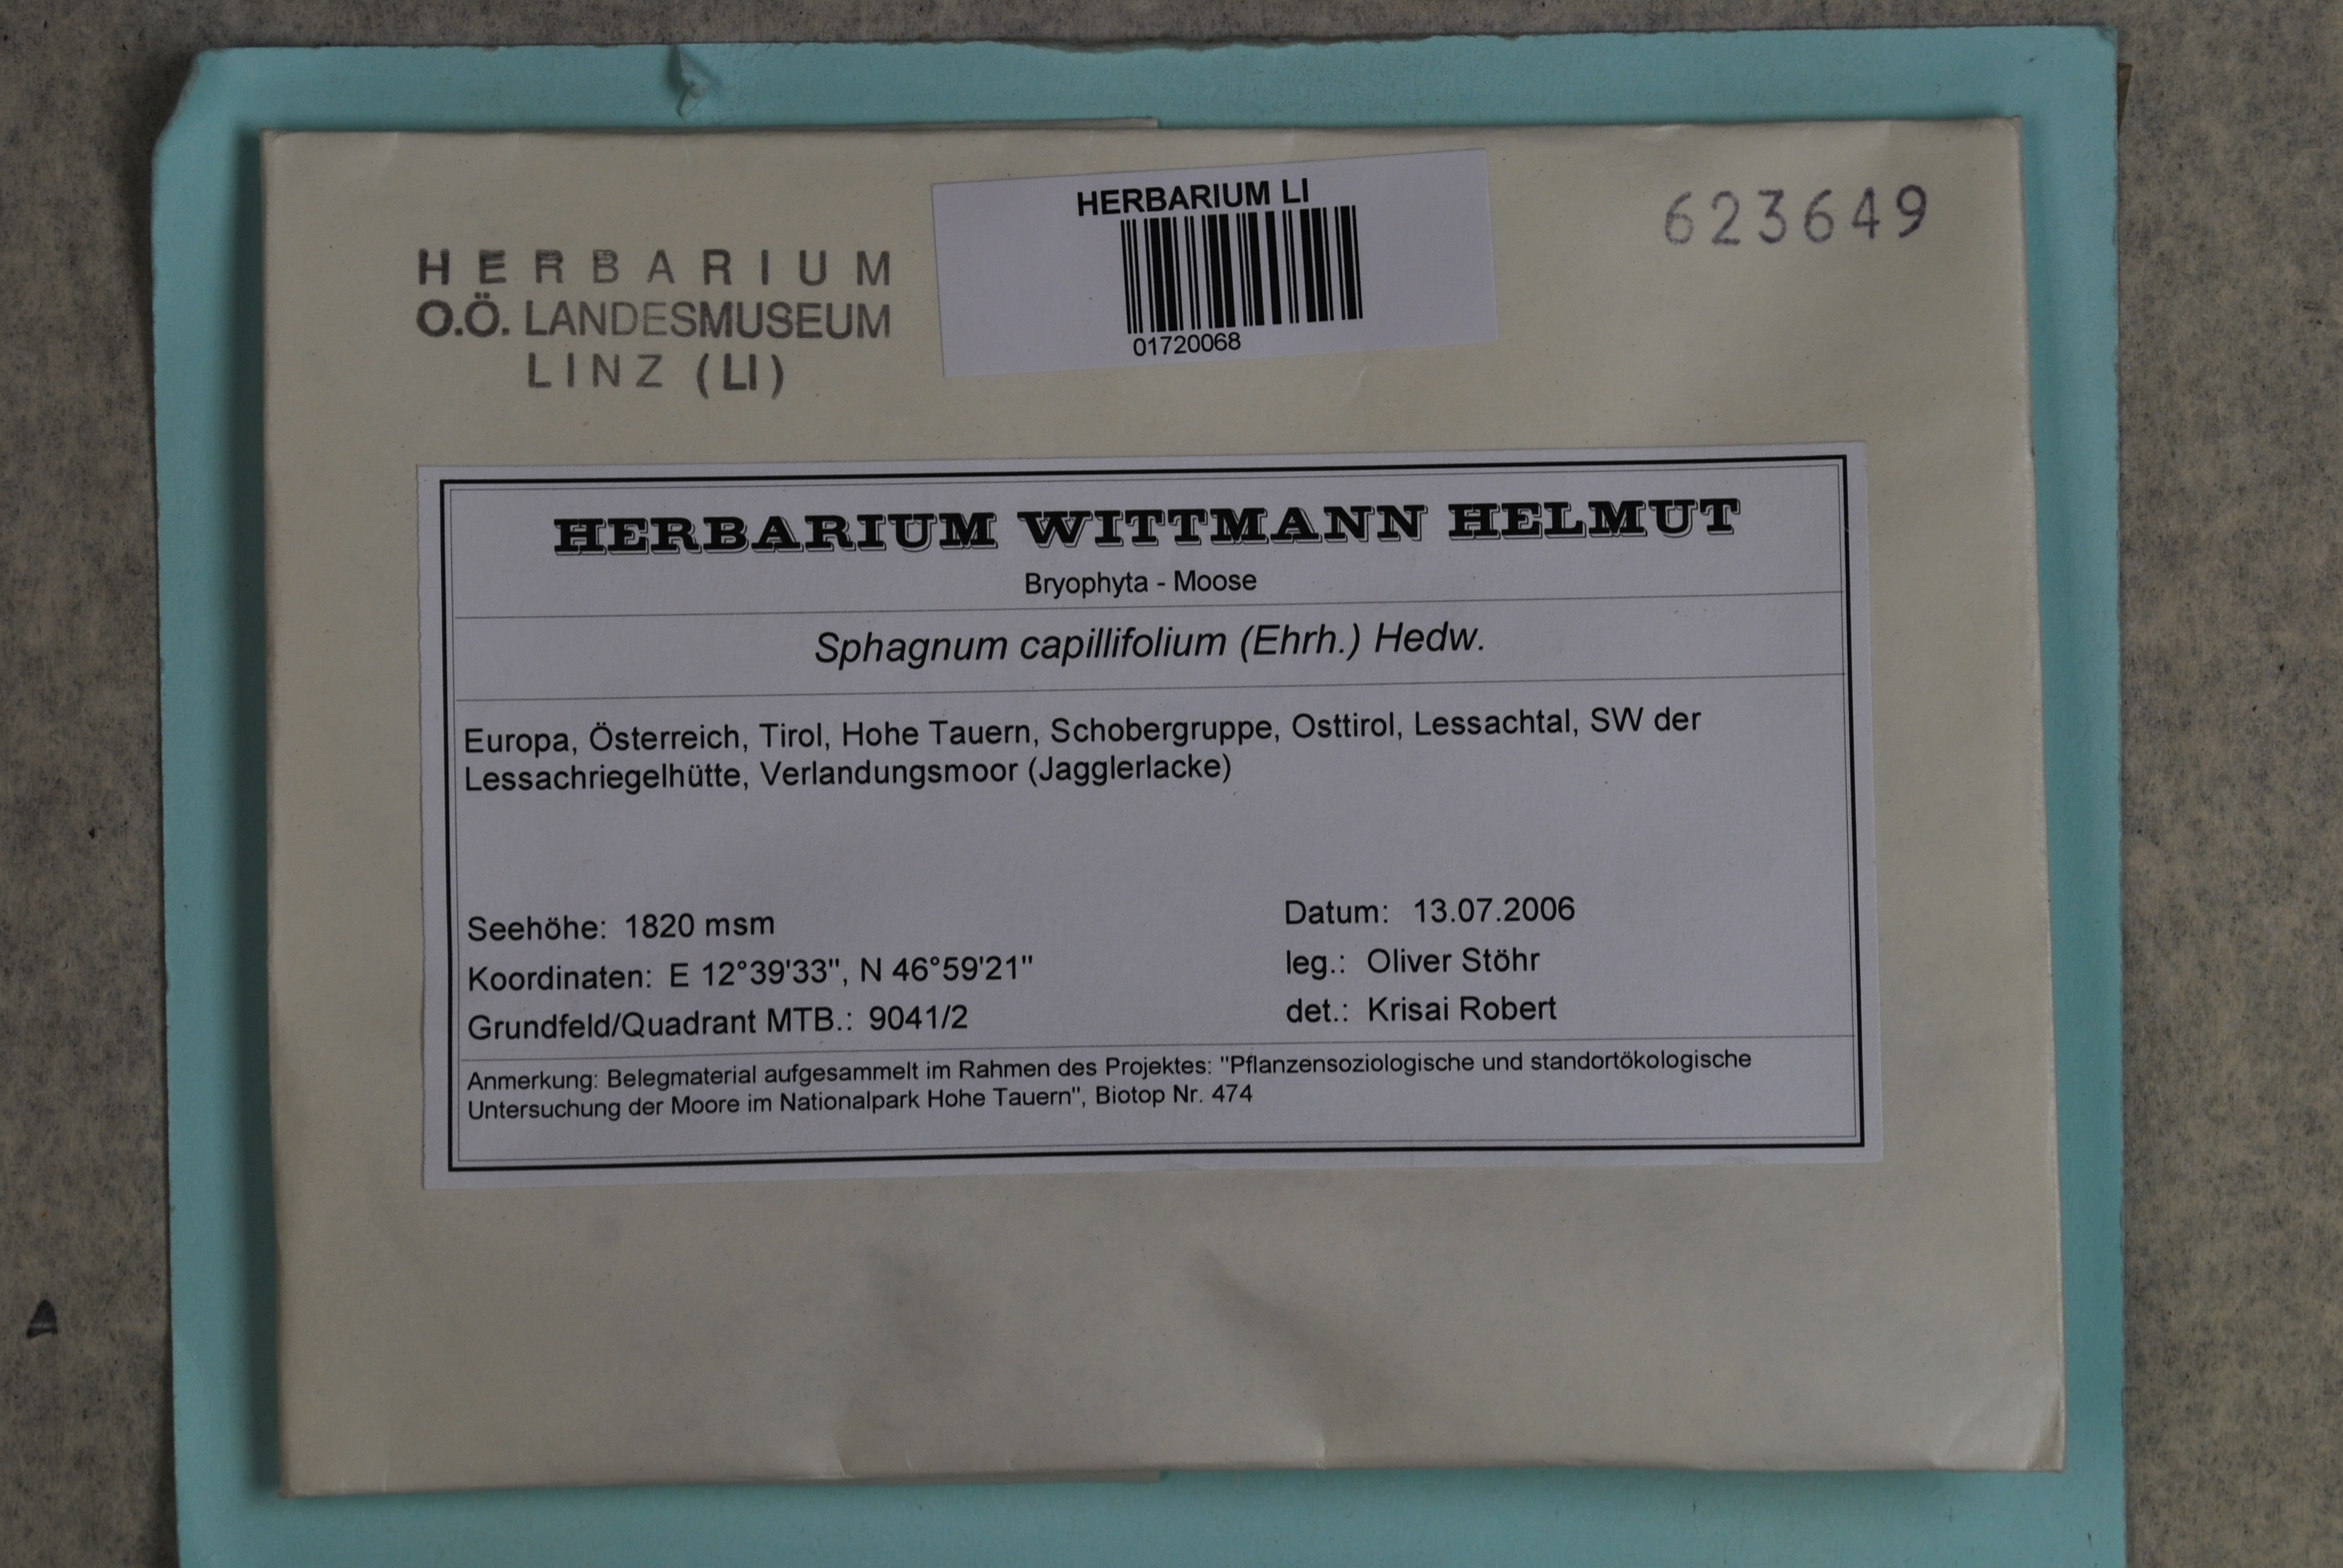 HERBARIUM
O.Ö. LANDESMUSEUM
LINZ (LI)
HERBARIUM LI
01720068
623649
HERBARIUM WITTMANN HELMUT
Bryophyta - Moose
Sphagnum capillifolium (Ehrh.) Hedw.
Europa, Österreich, Tirol, Hohe Tauern, Schobergruppe, Osttirol, Lessachtal, SW der
Lessachriegelhütte, Verlandungsmoor (Jagglerlacke)
Seehöhe: 1820 msm
Koordinaten: E 12°39'33", N 46°59'21"
Grundfeld/Quadrant MTB.: 9041/2
Datum: 13.07.2006
leg.: Oliver Stöhr
det.: Krisai Robert
Anmerkung: Belegmaterial aufgesammelt im Rahmen des Projektes: "Pflanzensoziologische und standortökologische
Untersuchung der Moore im Nationalpark Hohe Tauern", Biotop Nr. 474